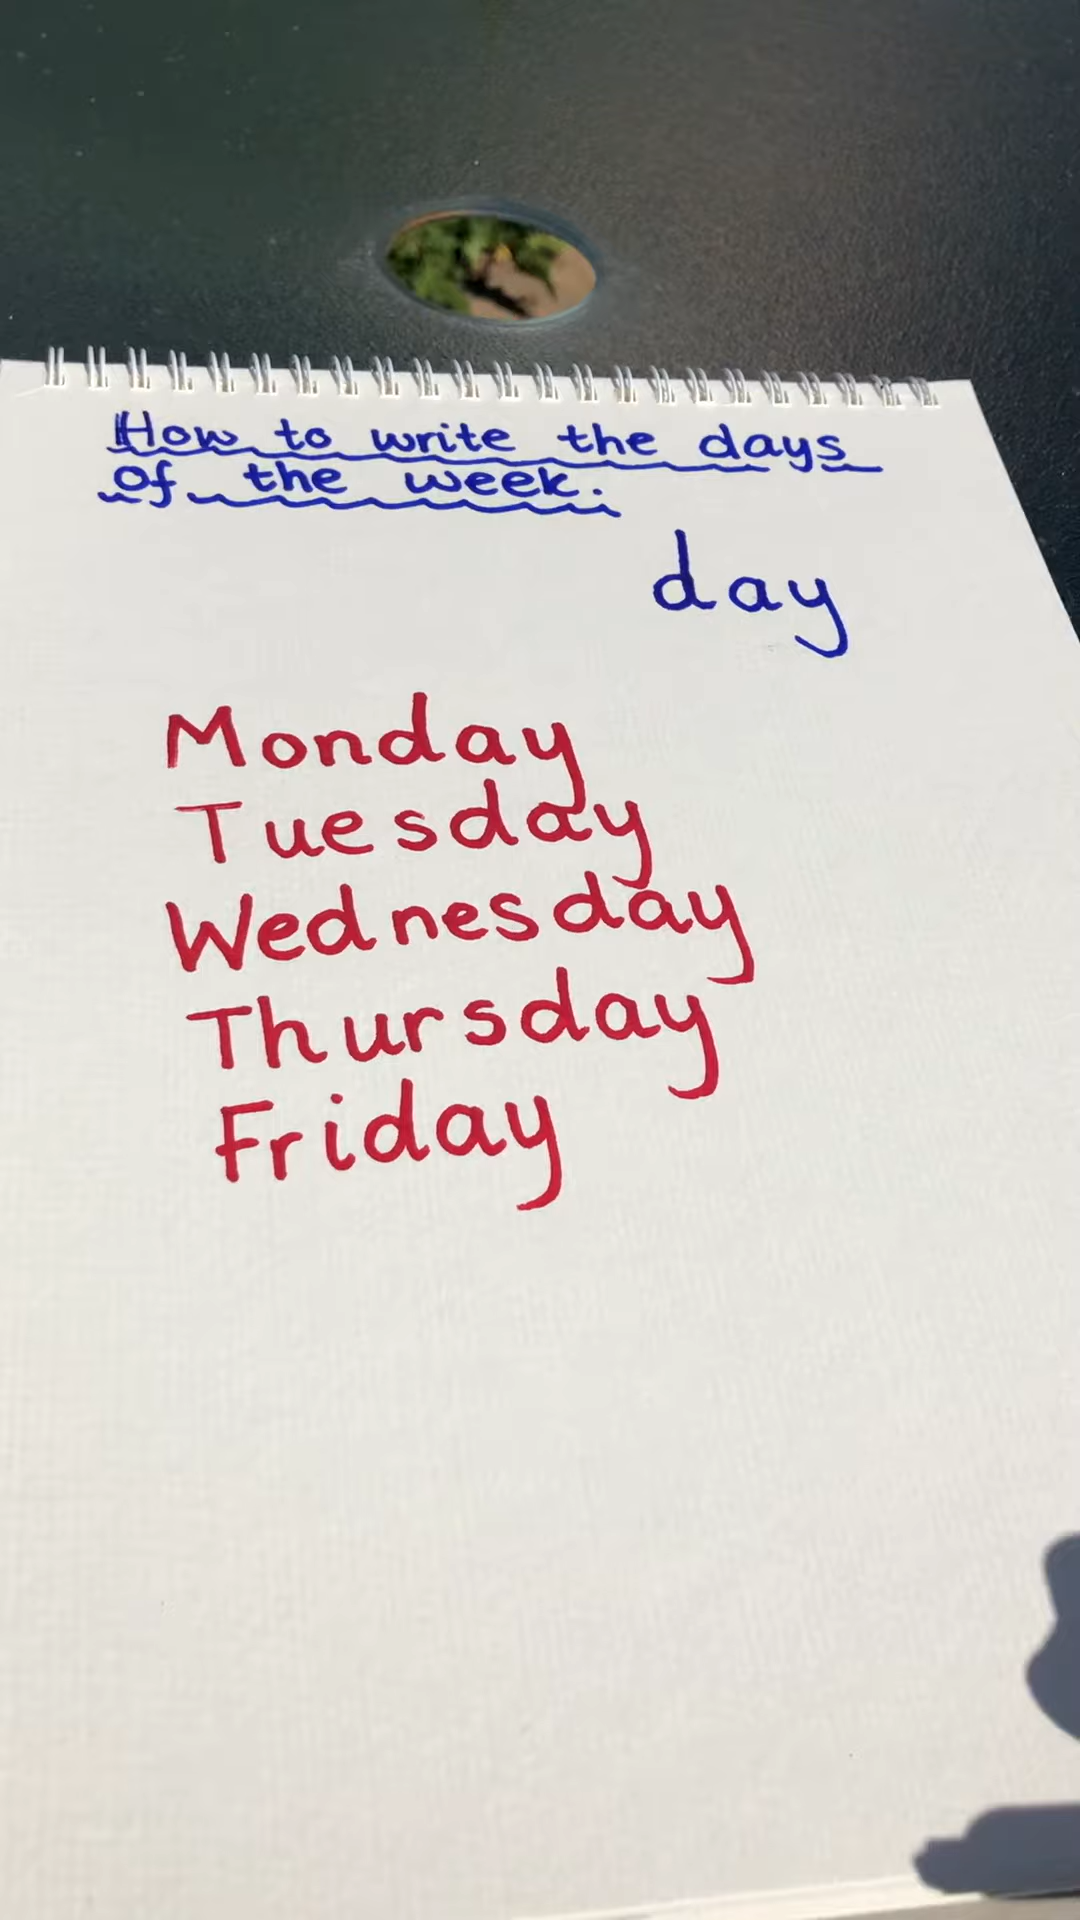 How to write the days
of the week.
day
Monday
Tuesday
Wednesday
Thursday
Friday